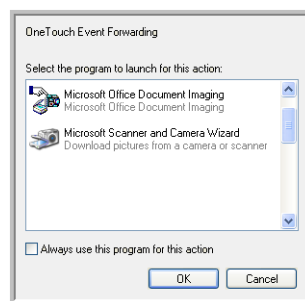 OneTouch Event Forwarding
Select the program to launch for this action:
Microsoft Office Document Imaging
Microsoft Office Document Imaging
Microsoft Scanner and Camera Wizard
Download pictures from a camera or scanner
Always use this program for this action
OK Cancel